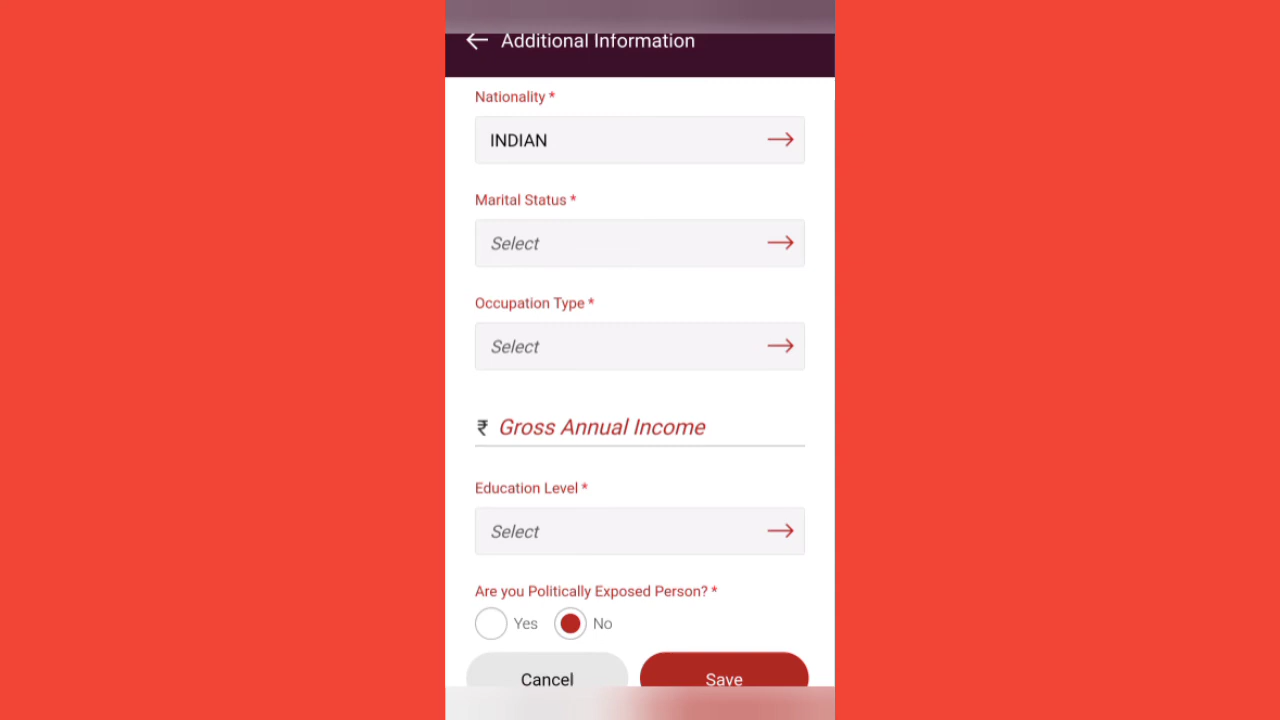 Additional Information
Nationality *
INDIAN
Marital Status *
Select
Occupation Type *
Select
₹ Gross Annual Income
Education Level *
Select
Are you Politically Exposed Person? *
Yes No
Cancel Save